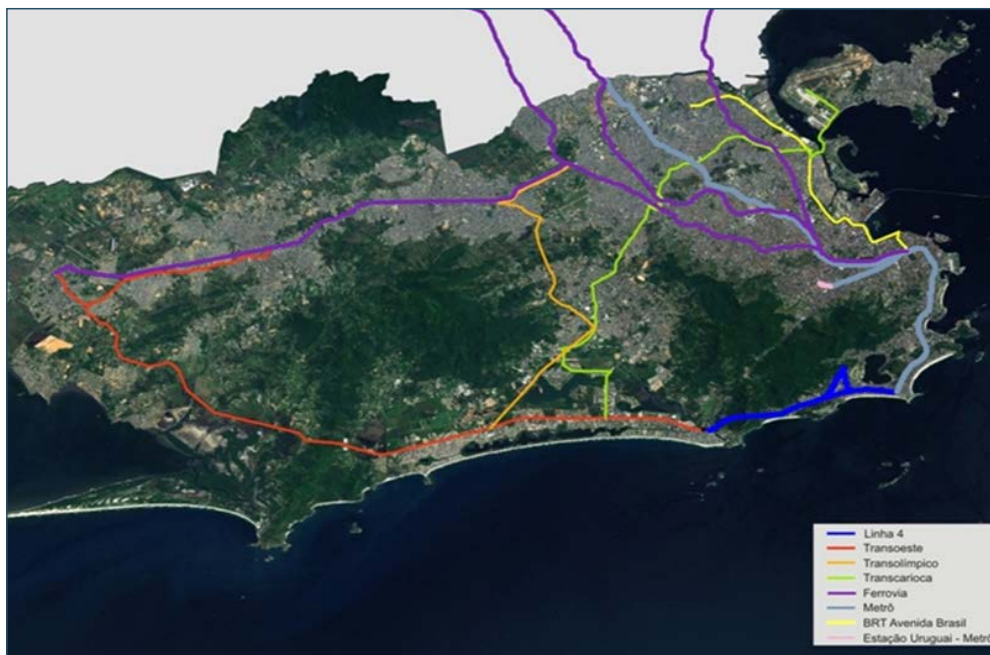 Linha 4
Transoeste
Transolímpico
Transcarioca
Ferrovia
Metrô
BRT Avenida Brasil
Estação Uruguai - Metrô